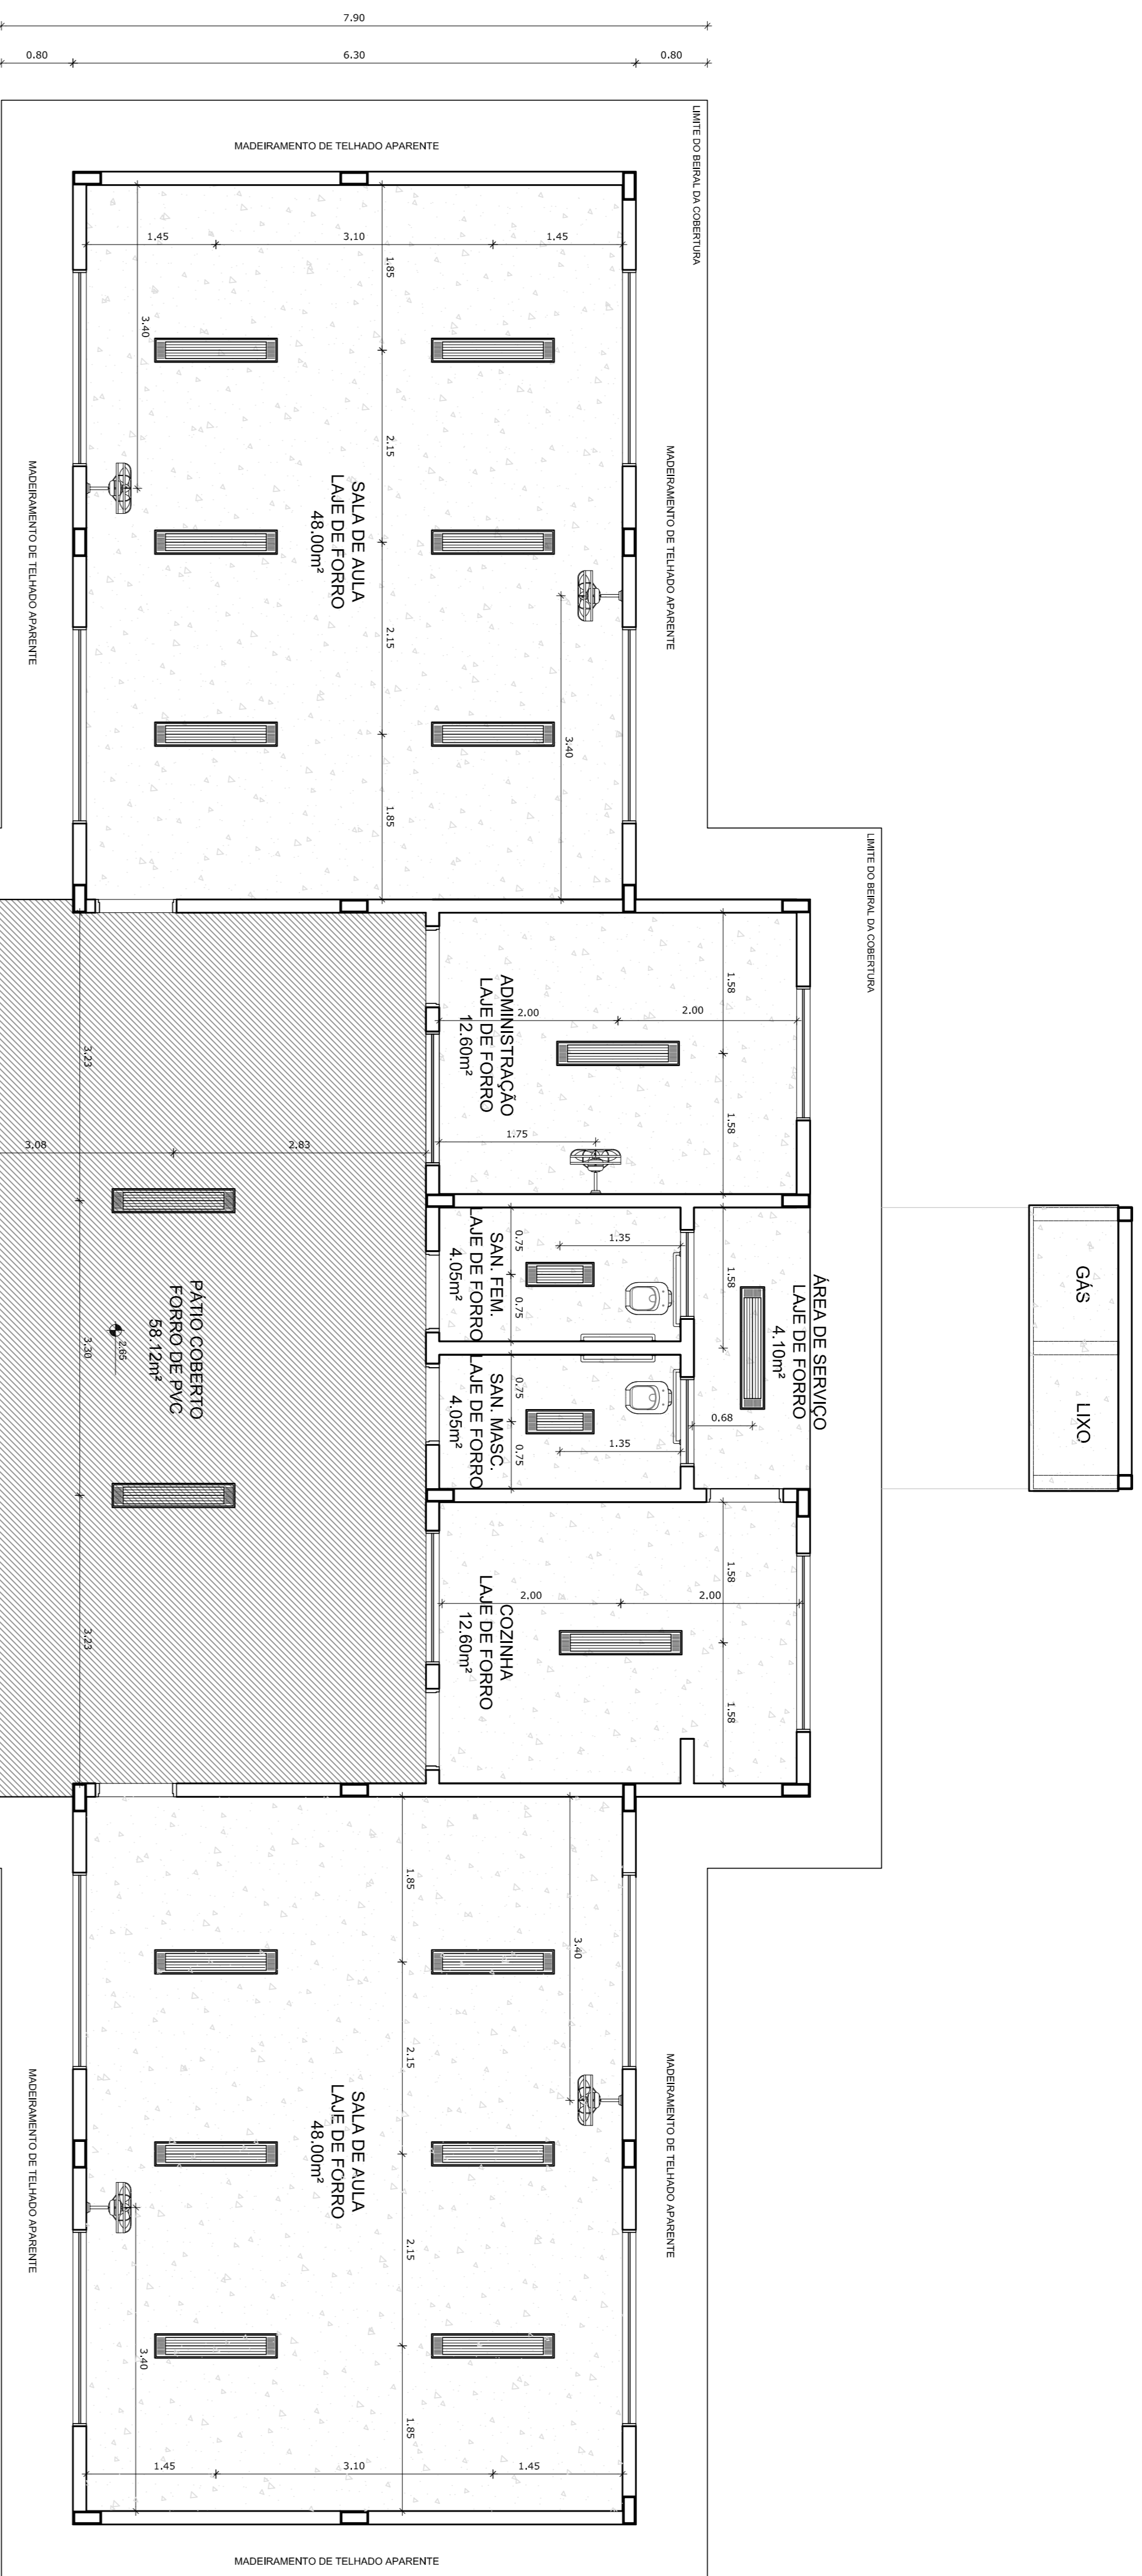 7.90
0.80
6.30
0.80
LIMITE DO BEIRAL DA COBERTURA
MADEIRAMENTO DE TELHADO APARENTE
1.45
3.10
1.45
1.85
3.40
2.15
MADEIRAMENTO DE TELHADO APARENTE
MADEIRAMENTO DE TELHADO APARENTE
SALA DE AULA
LAJE DE FORRO
48.00m²
2.15
3.40
1.85
LIMITE DO BEIRAL DA COBERTURA
1.58
ADMINISTRAÇÃO
LAJE DE FORRO
12.60m²
2.00
2.00
3.23
1.58
1.75
3.08
2.83
0.75
SAN. FEM.
LAJE DE FORRO
4.05m²
1.35
0.75
1.58
ÁREA DE SERVIÇO
LAJE DE FORRO
4.10m²
GÁS
LIXO
PÁTIO COBERTO
FORRO DE PVC
58.12m²
2.65
3.30
0.75
SAN. MASC.
LAJE DE FORRO
4.05m²
0.68
1.35
0.75
1.58
COZINHA
LAJE DE FORRO
12.60m²
2.00
2.00
3.23
1.58
1.85
3.40
2.15
MADEIRAMENTO DE TELHADO APARENTE
MADEIRAMENTO DE TELHADO APARENTE
SALA DE AULA
LAJE DE FORRO
48.00m²
2.15
3.40
1.85
1.45
3.10
1.45
MADEIRAMENTO DE TELHADO APARENTE